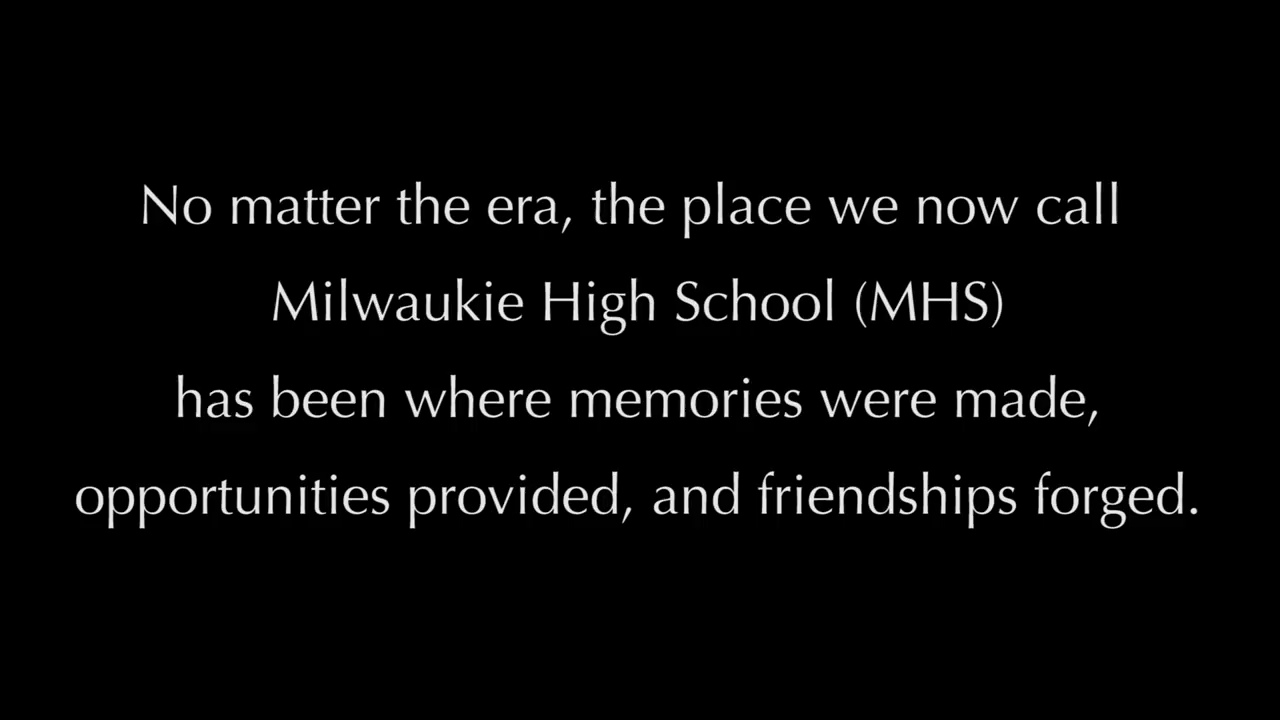 No matter the era, the place we now call
Milwaukie High School (MHS)
has been where memories were made,
opportunities provided, and friendships forged.